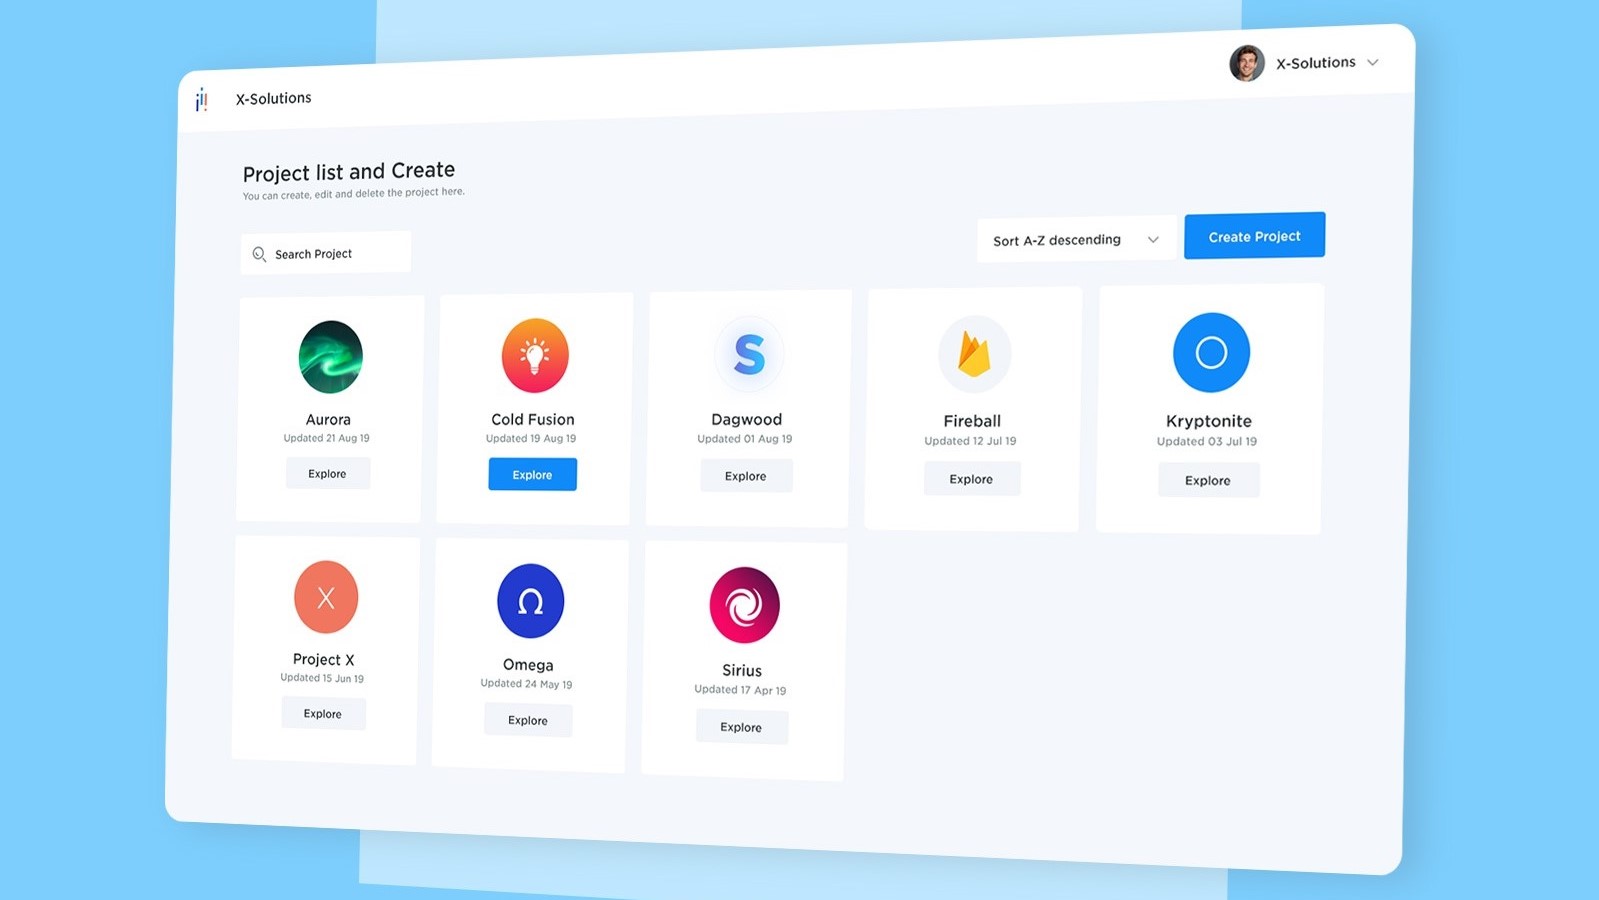 X-Solutions
X-Solutions
Project list and Create
You can create, edit and delete the project here.
Search Project
Sort A-Z descending
Create Project
Aurora
Updated 21 Aug 19
Explore
Cold Fusion
Updated 19 Aug 19
Explore
S
Dagwood
Updated 01 Aug 19
Explore
Fireball
Updated 12 Jul 19
Explore
Kryptonite
Updated 03 Jul 19
Explore
X
Project X
Updated 15 Jun 19
Explore
Ω
Omega
Updated 24 May 19
Explore
Sirius
Updated 17 Apr 19
Explore